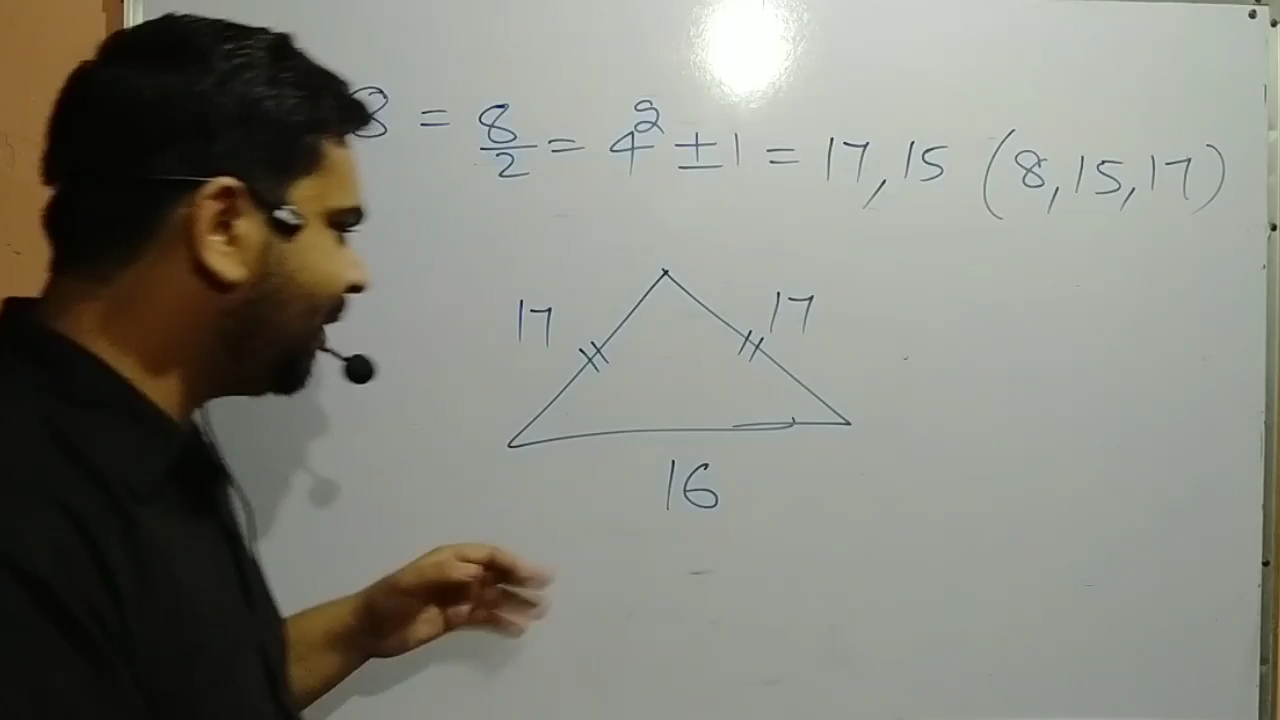 8 = 8/2 = 4² ± 1 = 17, 15 (8, 15, 17)
17 17
16